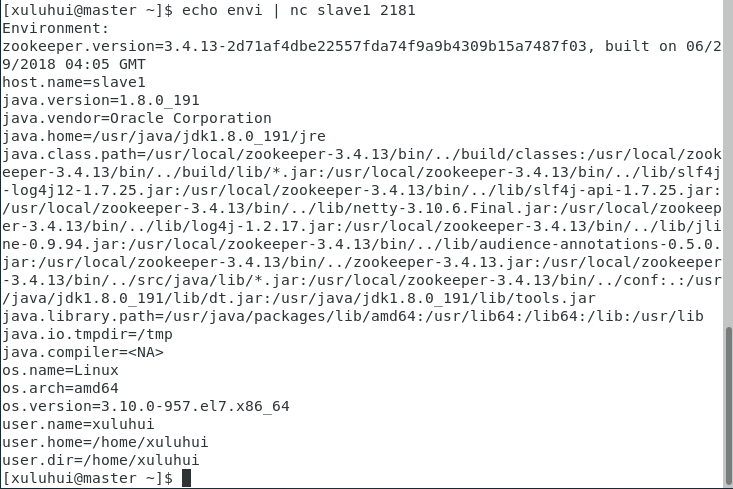 [xuluhui@master ~]$ echo envi | nc slave1 2181
Environment:
zookeeper.version=3.4.13-2d71af4dbe22557fda74f9a9b4309b15a7487f03, built on 06/2
9/2018 04:05 GMT
host.name=slave1
java.version=1.8.0_191
java.vendor=Oracle Corporation
java.home=/usr/java/jdk1.8.0_191/jre
java.class.path=/usr/local/zookeeper-3.4.13/bin/../build/classes:/usr/local/zook
eeper-3.4.13/bin/../build/lib/*.jar:/usr/local/zookeeper-3.4.13/bin/../lib/slf4j
-log4j12-1.7.25.jar:/usr/local/zookeeper-3.4.13/bin/../lib/slf4j-api-1.7.25.jar:
/usr/local/zookeeper-3.4.13/bin/../lib/netty-3.10.6.Final.jar:/usr/local/zookeep
er-3.4.13/bin/../lib/log4j-1.2.17.jar:/usr/local/zookeeper-3.4.13/bin/../lib/jli
ne-0.9.94.jar:/usr/local/zookeeper-3.4.13/bin/../lib/audience-annotations-0.5.0.
jar:/usr/local/zookeeper-3.4.13/bin/../zookeeper-3.4.13.jar:/usr/local/zookeeper
-3.4.13/bin/../src/java/lib/*.jar:/usr/local/zookeeper-3.4.13/bin/../conf:.:/usr
/java/jdk1.8.0_191/lib/dt.jar:/usr/java/jdk1.8.0_191/lib/tools.jar
java.library.path=/usr/java/packages/lib/amd64:/usr/lib64:/lib64:/lib:/usr/lib
java.io.tmpdir=/tmp
java.compiler=<NA>
os.name=Linux
os.arch=amd64
os.version=3.10.0-957.el7.x86_64
user.name=xuluhui
user.home=/home/xuluhui
user.dir=/home/xuluhui
[xuluhui@master ~]$